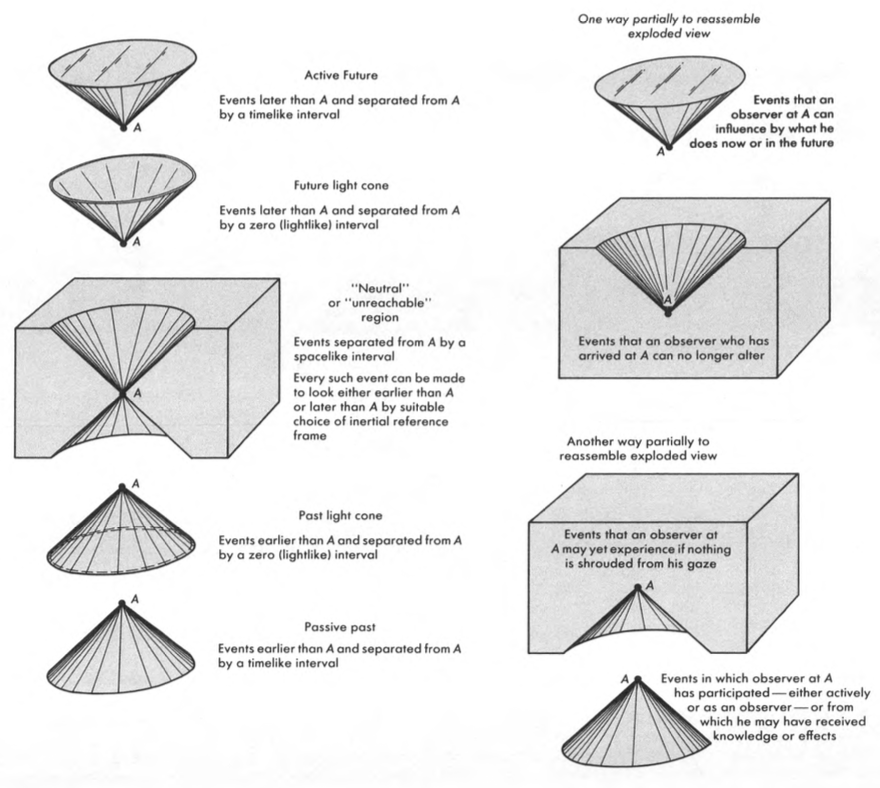 A
Active Future
Events later than A and separated from A
by a timelike interval
A
Future light cone
Events later than A and separated from A
by a zero (lightlike) interval
A
"Neutral"
or "unreachable"
region
Events separated from A by a
spacelike interval
Every such event can be made
to look either earlier than A
or later than A by suitable
choice of inertial reference
frame
A
Past light cone
Events earlier than A and separated from A
by a zero (lightlike) interval
A
Passive past
Events earlier than A and separated from A
by a timelike interval
One way partially to reassemble
exploded view
Events that an
observer at A can
influence by what he
does now or in the future
A
A
Events that an observer who has
arrived at A can no longer alter
Another way partially to
reassemble exploded view
Events that an observer at
A may yet experience if nothing
is shrouded from his gaze
A
A
Events in which observer at A
has participated—either actively
or as an observer—or from
which he may have received
knowledge or effects